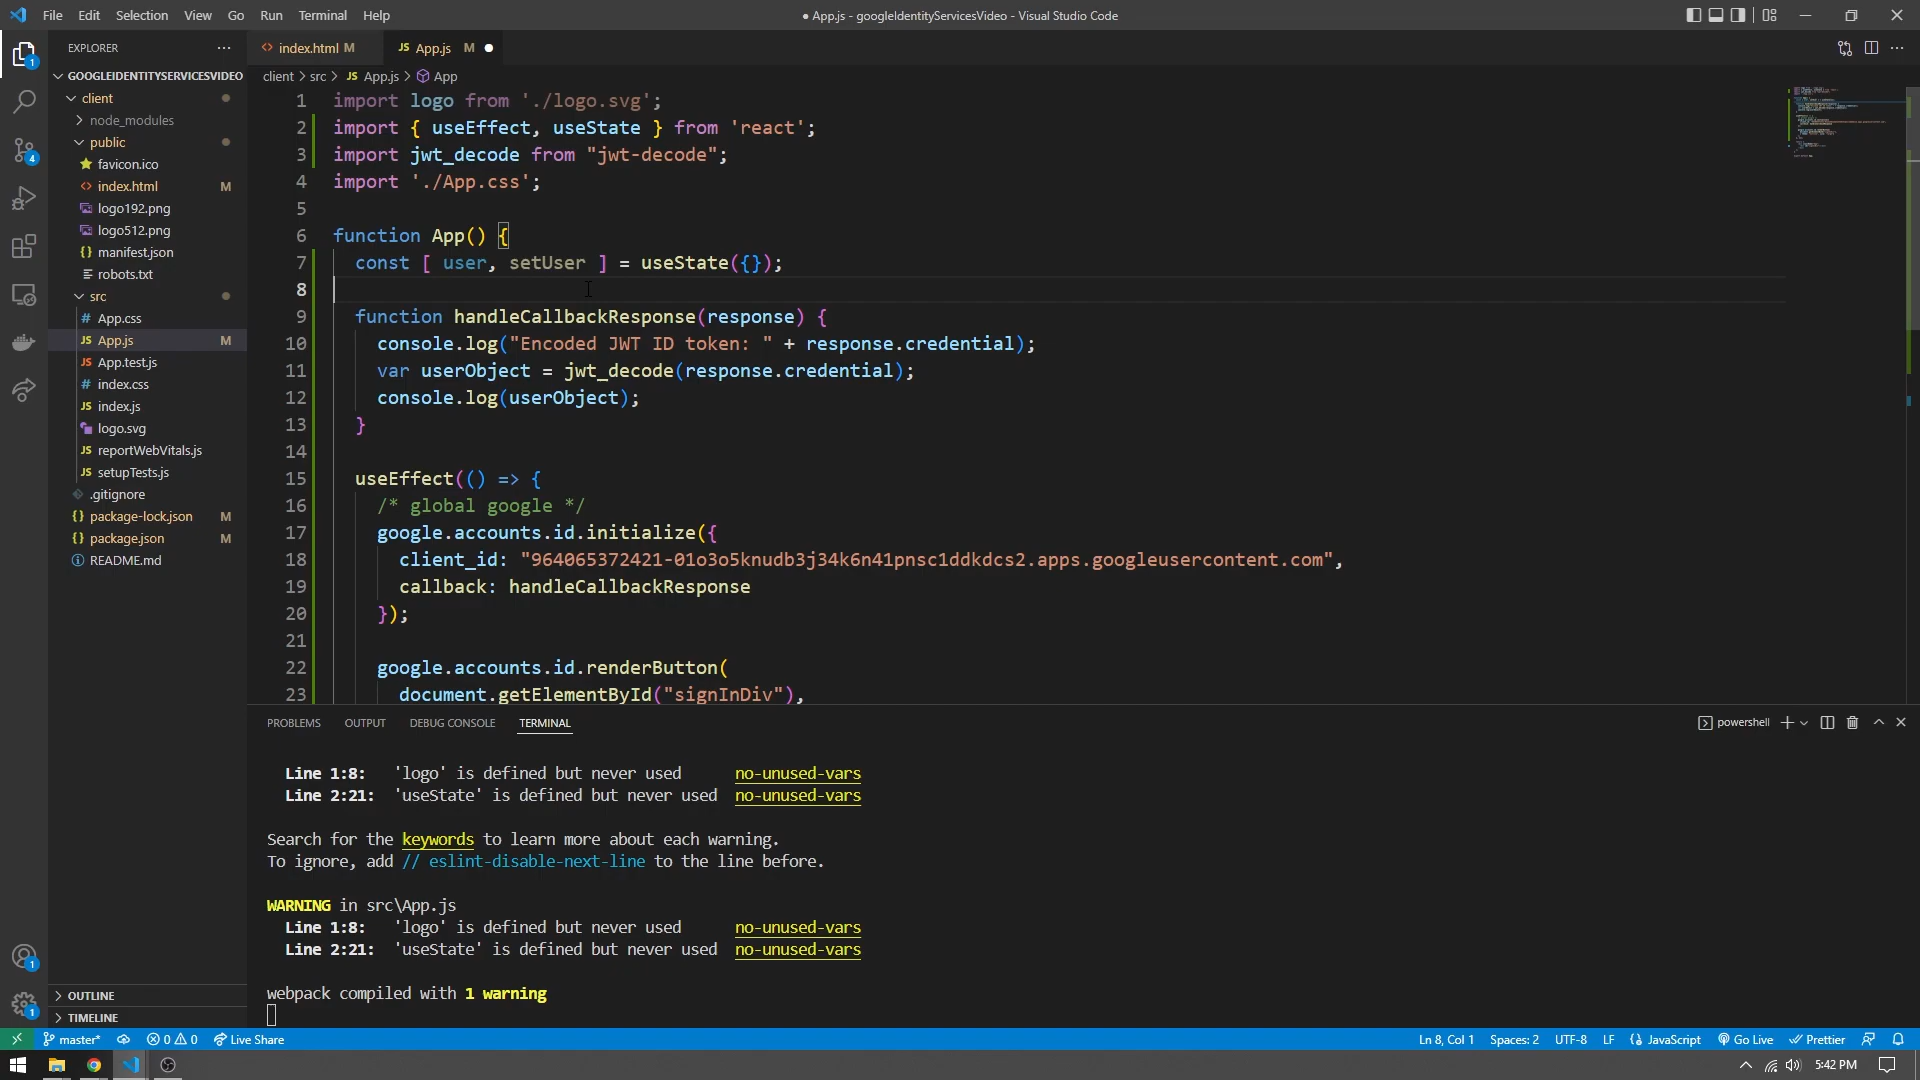 File Edit Selection View Go Run Terminal Help
● App.js - googleIdentityServicesVideo - Visual Studio Code
EXPLORER
GOOGLEIDENTITYSERVICESVIDEO
client
node_modules
public
favicon.ico
index.html M
logo192.png
logo512.png
manifest.json
robots.txt
src
App.css
App.js M
App.test.js
index.css
index.js
logo.svg
reportWebVitals.js
setupTests.js
.gitignore
package-lock.json M
package.json M
README.md
OUTLINE
TIMELINE
index.html M JS App.js M
client > src > JS App.js > App
1 import logo from './logo.svg';
2 import { useEffect, useState } from 'react';
3 import jwt_decode from "jwt-decode";
4 import './App.css';
5
6 function App() {
7 const [ user, setUser ] = useState({});
8
9 function handleCallbackResponse(response) {
10 console.log("Encoded JWT ID token: " + response.credential);
11 var userObject = jwt_decode(response.credential);
12 console.log(userObject);
13 }
14
15 useEffect(() => {
16 /* global google */
17 google.accounts.id.initialize({
18 client_id: "964065372421-01o3o5knudb3j34k6n41pnsc1ddkdcs2.apps.googleusercontent.com",
19 callback: handleCallbackResponse
20 });
21
22 google.accounts.id.renderButton(
23 document.getElementById("signInDiv"),
PROBLEMS OUTPUT DEBUG CONSOLE TERMINAL
powershell
Line 1:8: 'logo' is defined but never used no-unused-vars
Line 2:21: 'useState' is defined but never used no-unused-vars
Search for the keywords to learn more about each warning.
To ignore, add // eslint-disable-next-line to the line before.
WARNING in src\App.js
Line 1:8: 'logo' is defined but never used no-unused-vars
Line 2:21: 'useState' is defined but never used no-unused-vars
webpack compiled with 1 warning
master* 0 0 Live Share
Ln 8, Col 1 Spaces: 2 UTF-8 LF JavaScript Go Live Prettier
5:42 PM